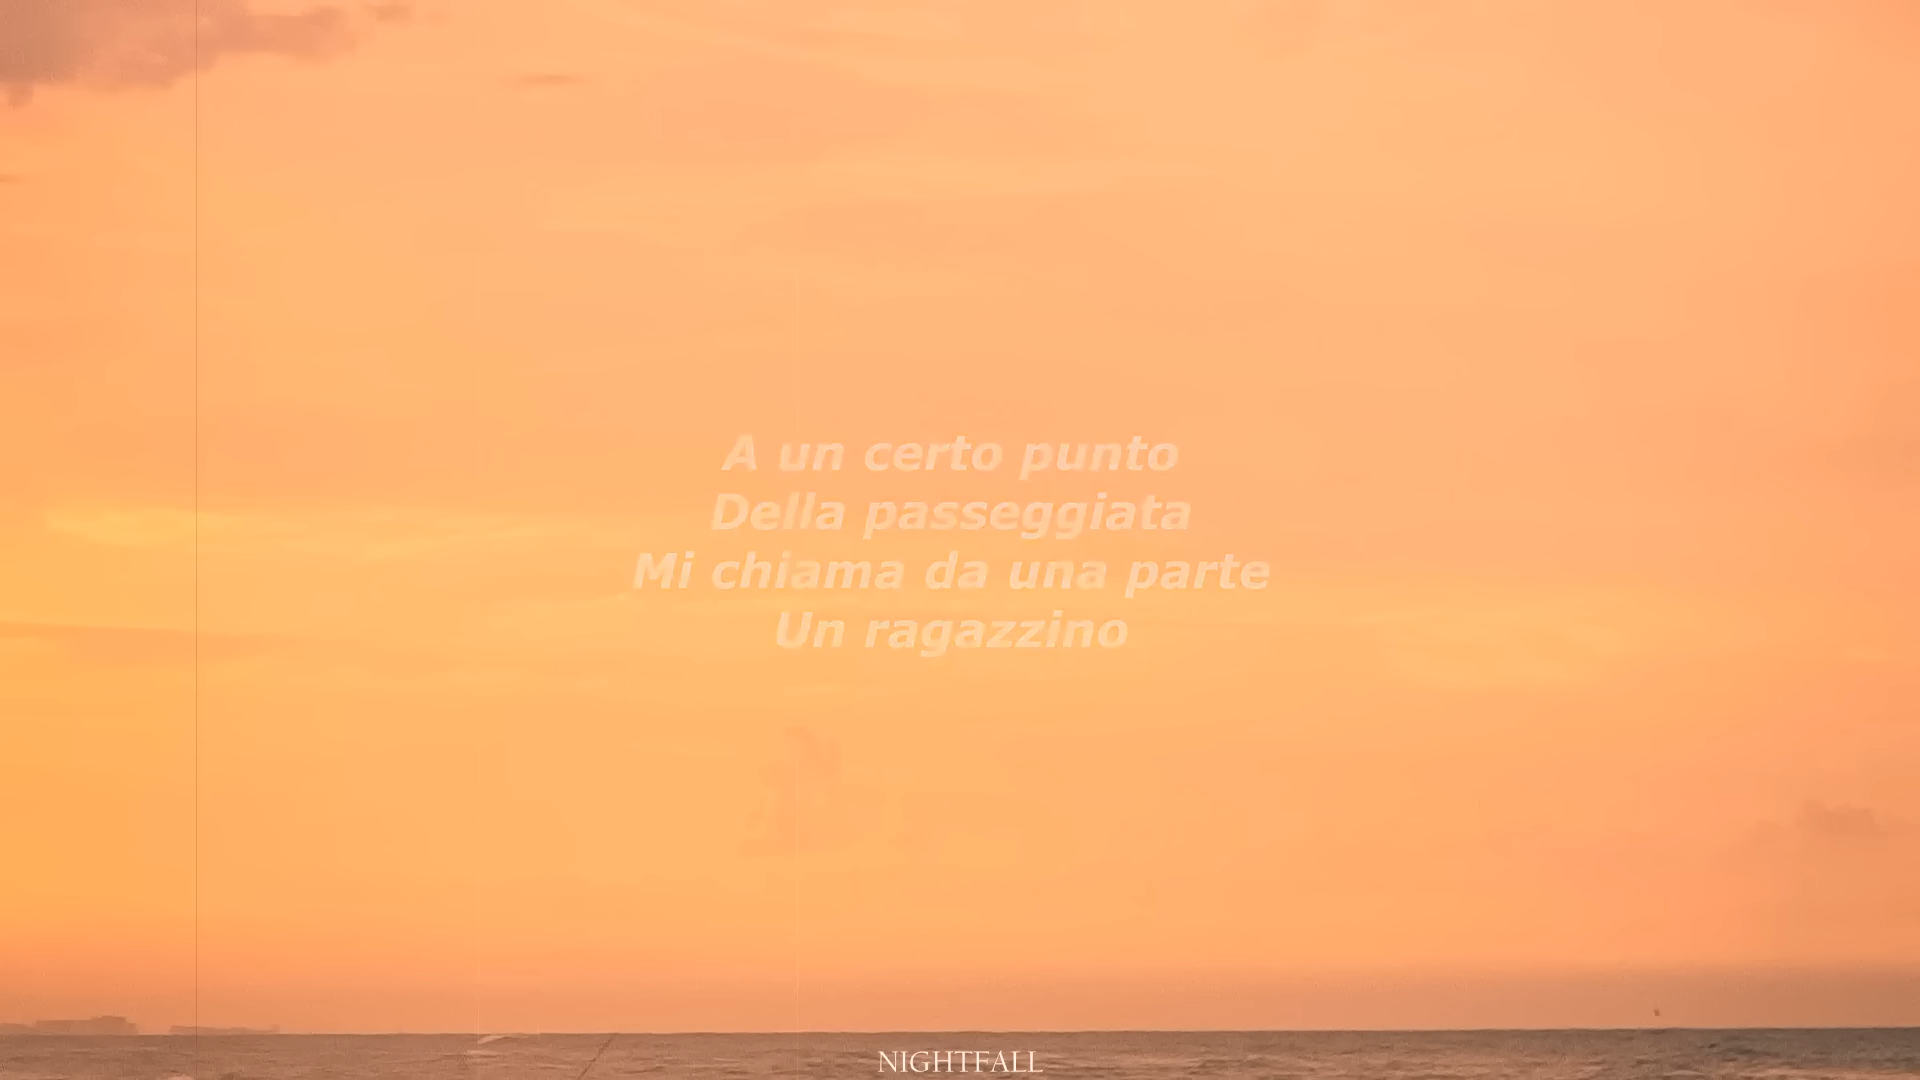 A un certo punto
Della passeggiata
Mi chiama da una parte
Un ragazzino
NIGHTFALL